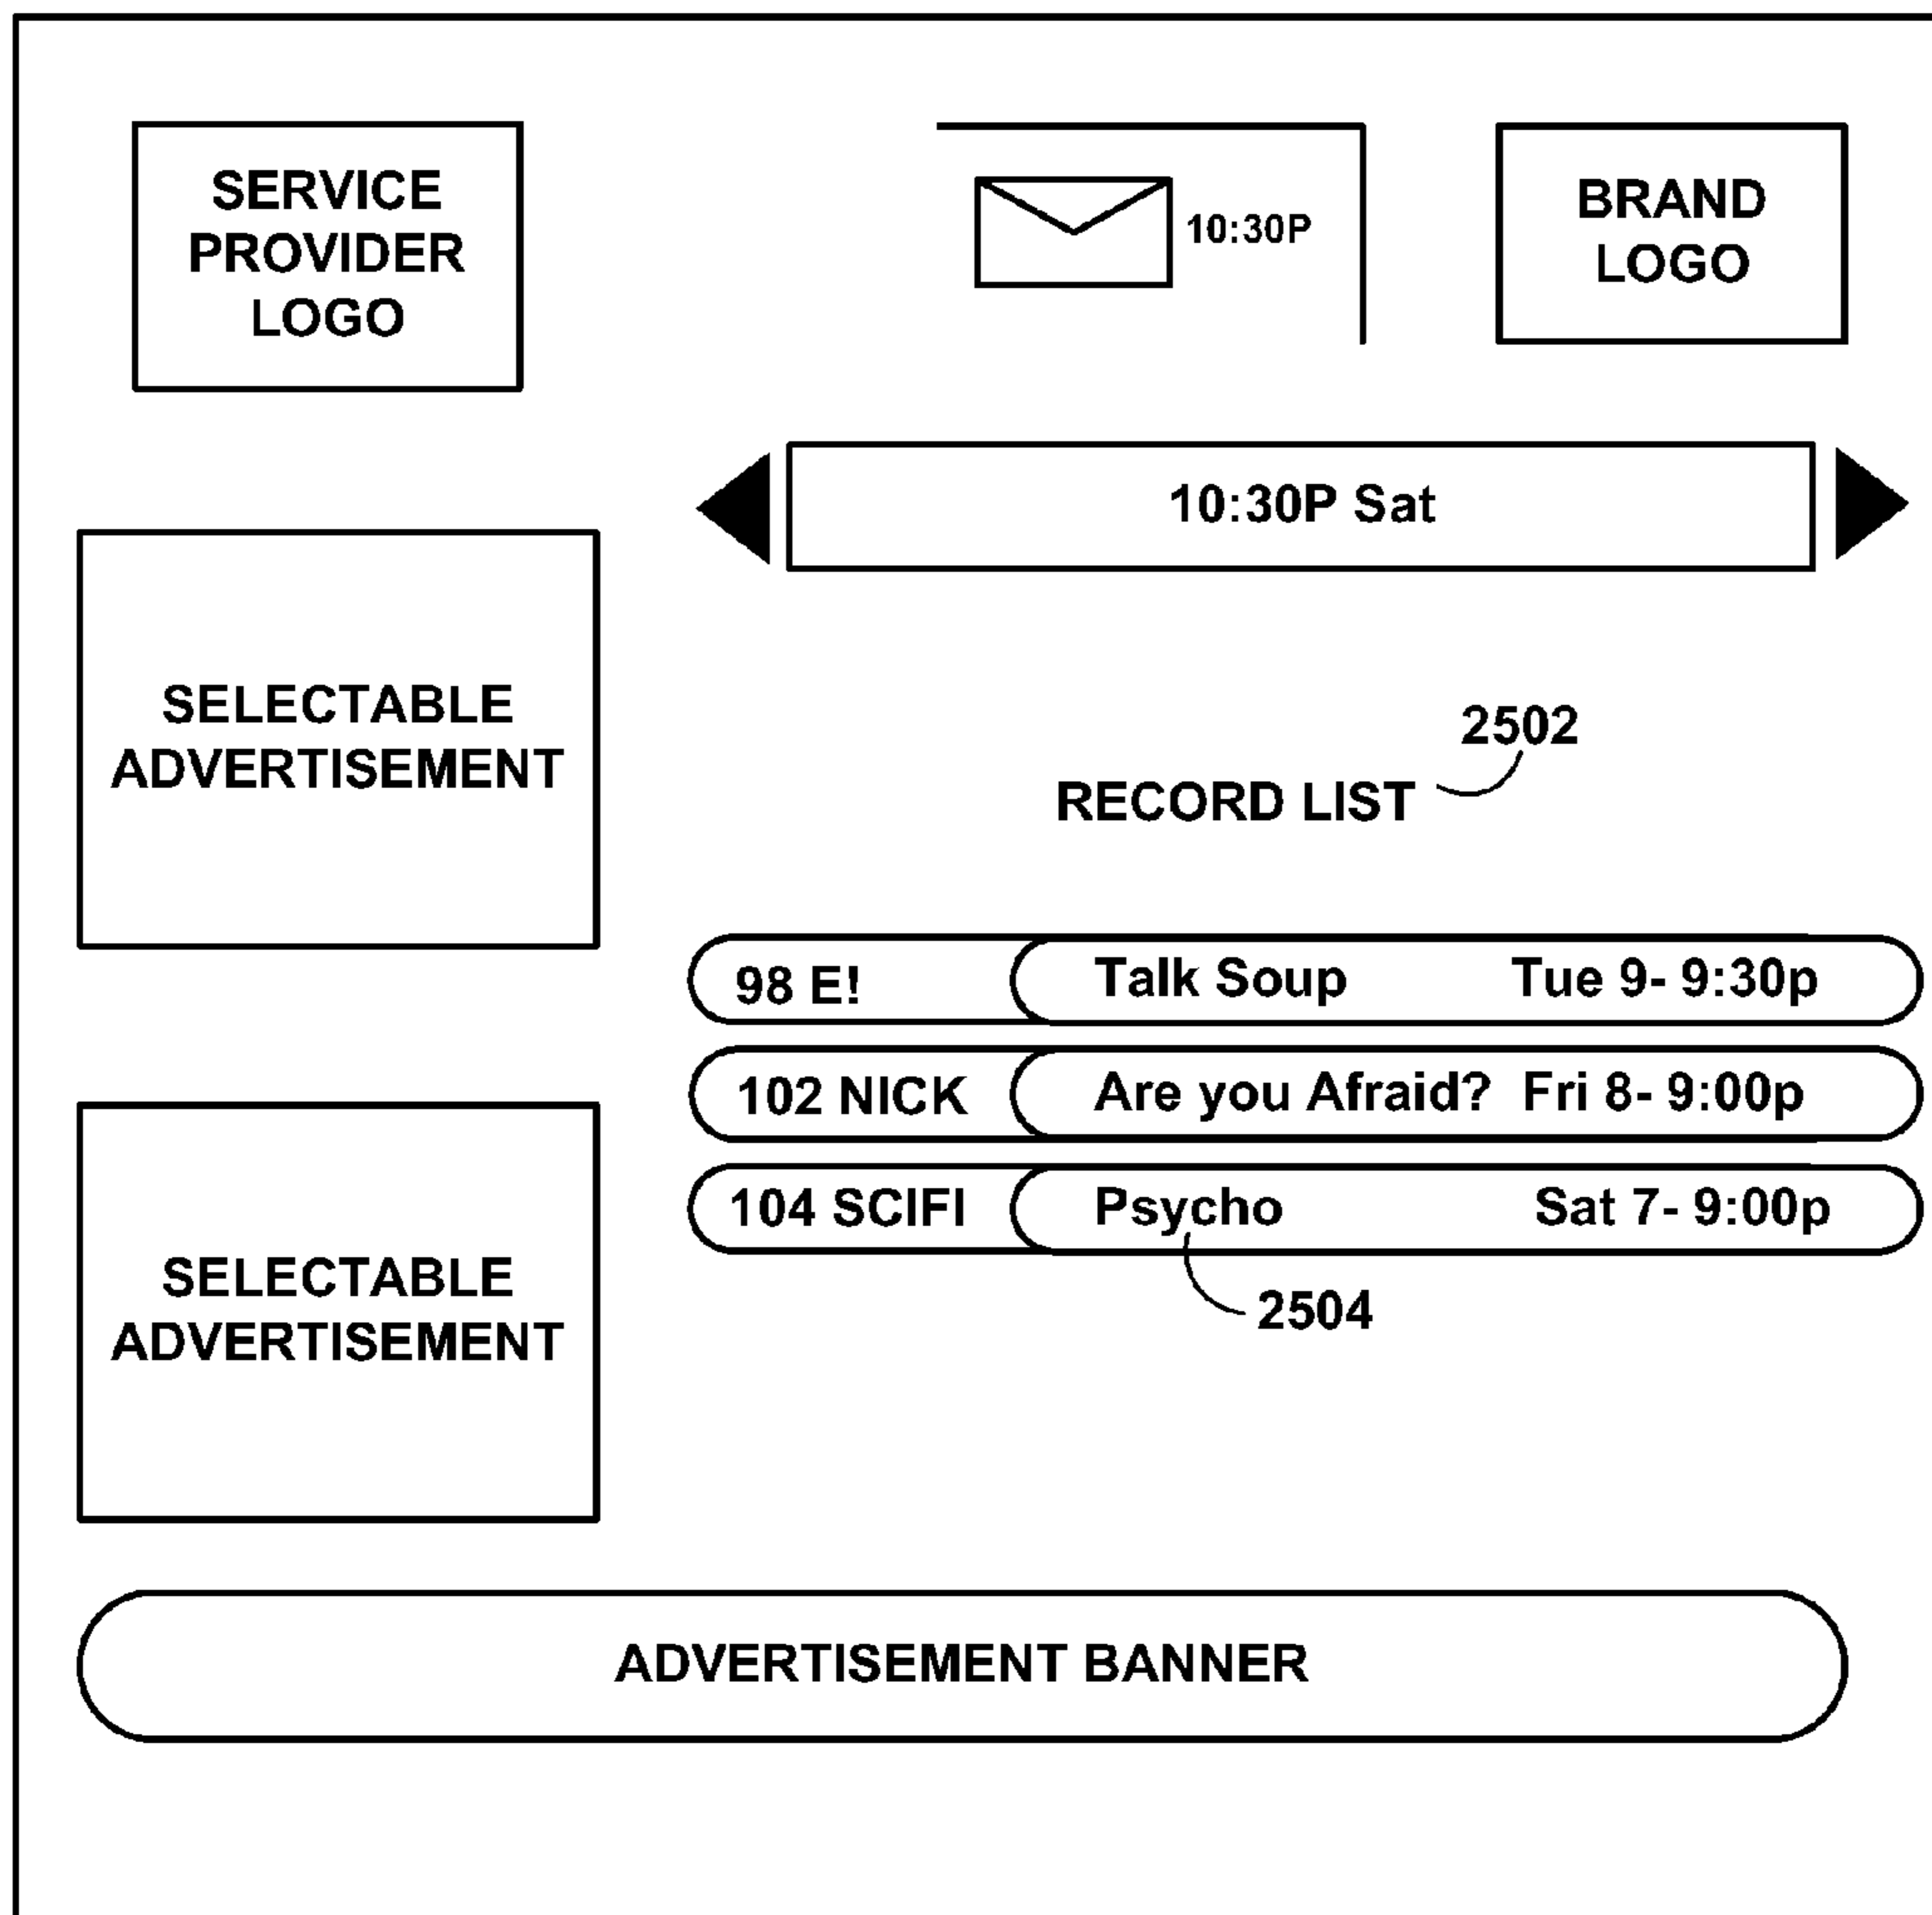 SERVICE
PROVIDER
LOGO
10:30P
BRAND
LOGO
10:30P Sat
SELECTABLE
ADVERTISEMENT
2502
RECORD LIST
98 E! Talk Soup Tue 9- 9:30p
102 NICK Are you Afraid? Fri 8- 9:00p
104 SCIFI Psycho Sat 7- 9:00p
2504
SELECTABLE
ADVERTISEMENT
ADVERTISEMENT BANNER